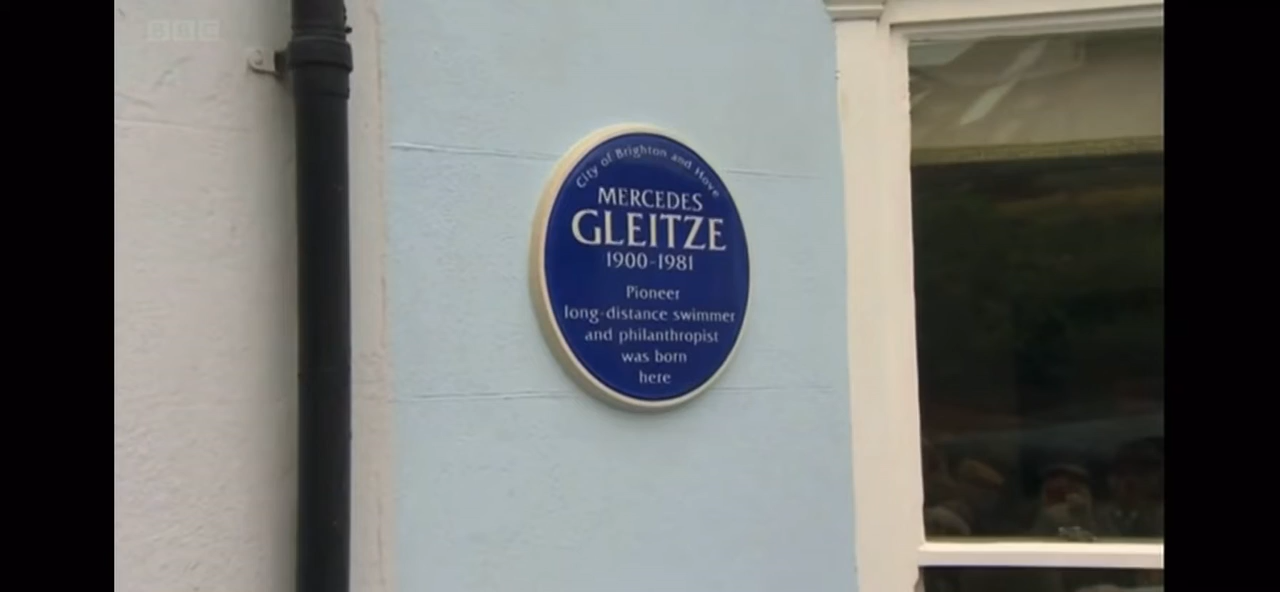 BBC
City of Brighton and Hove
MERCEDES
GLEITZE
1900-1981
Pioneer
long-distance swimmer
and philanthropist
was born
here